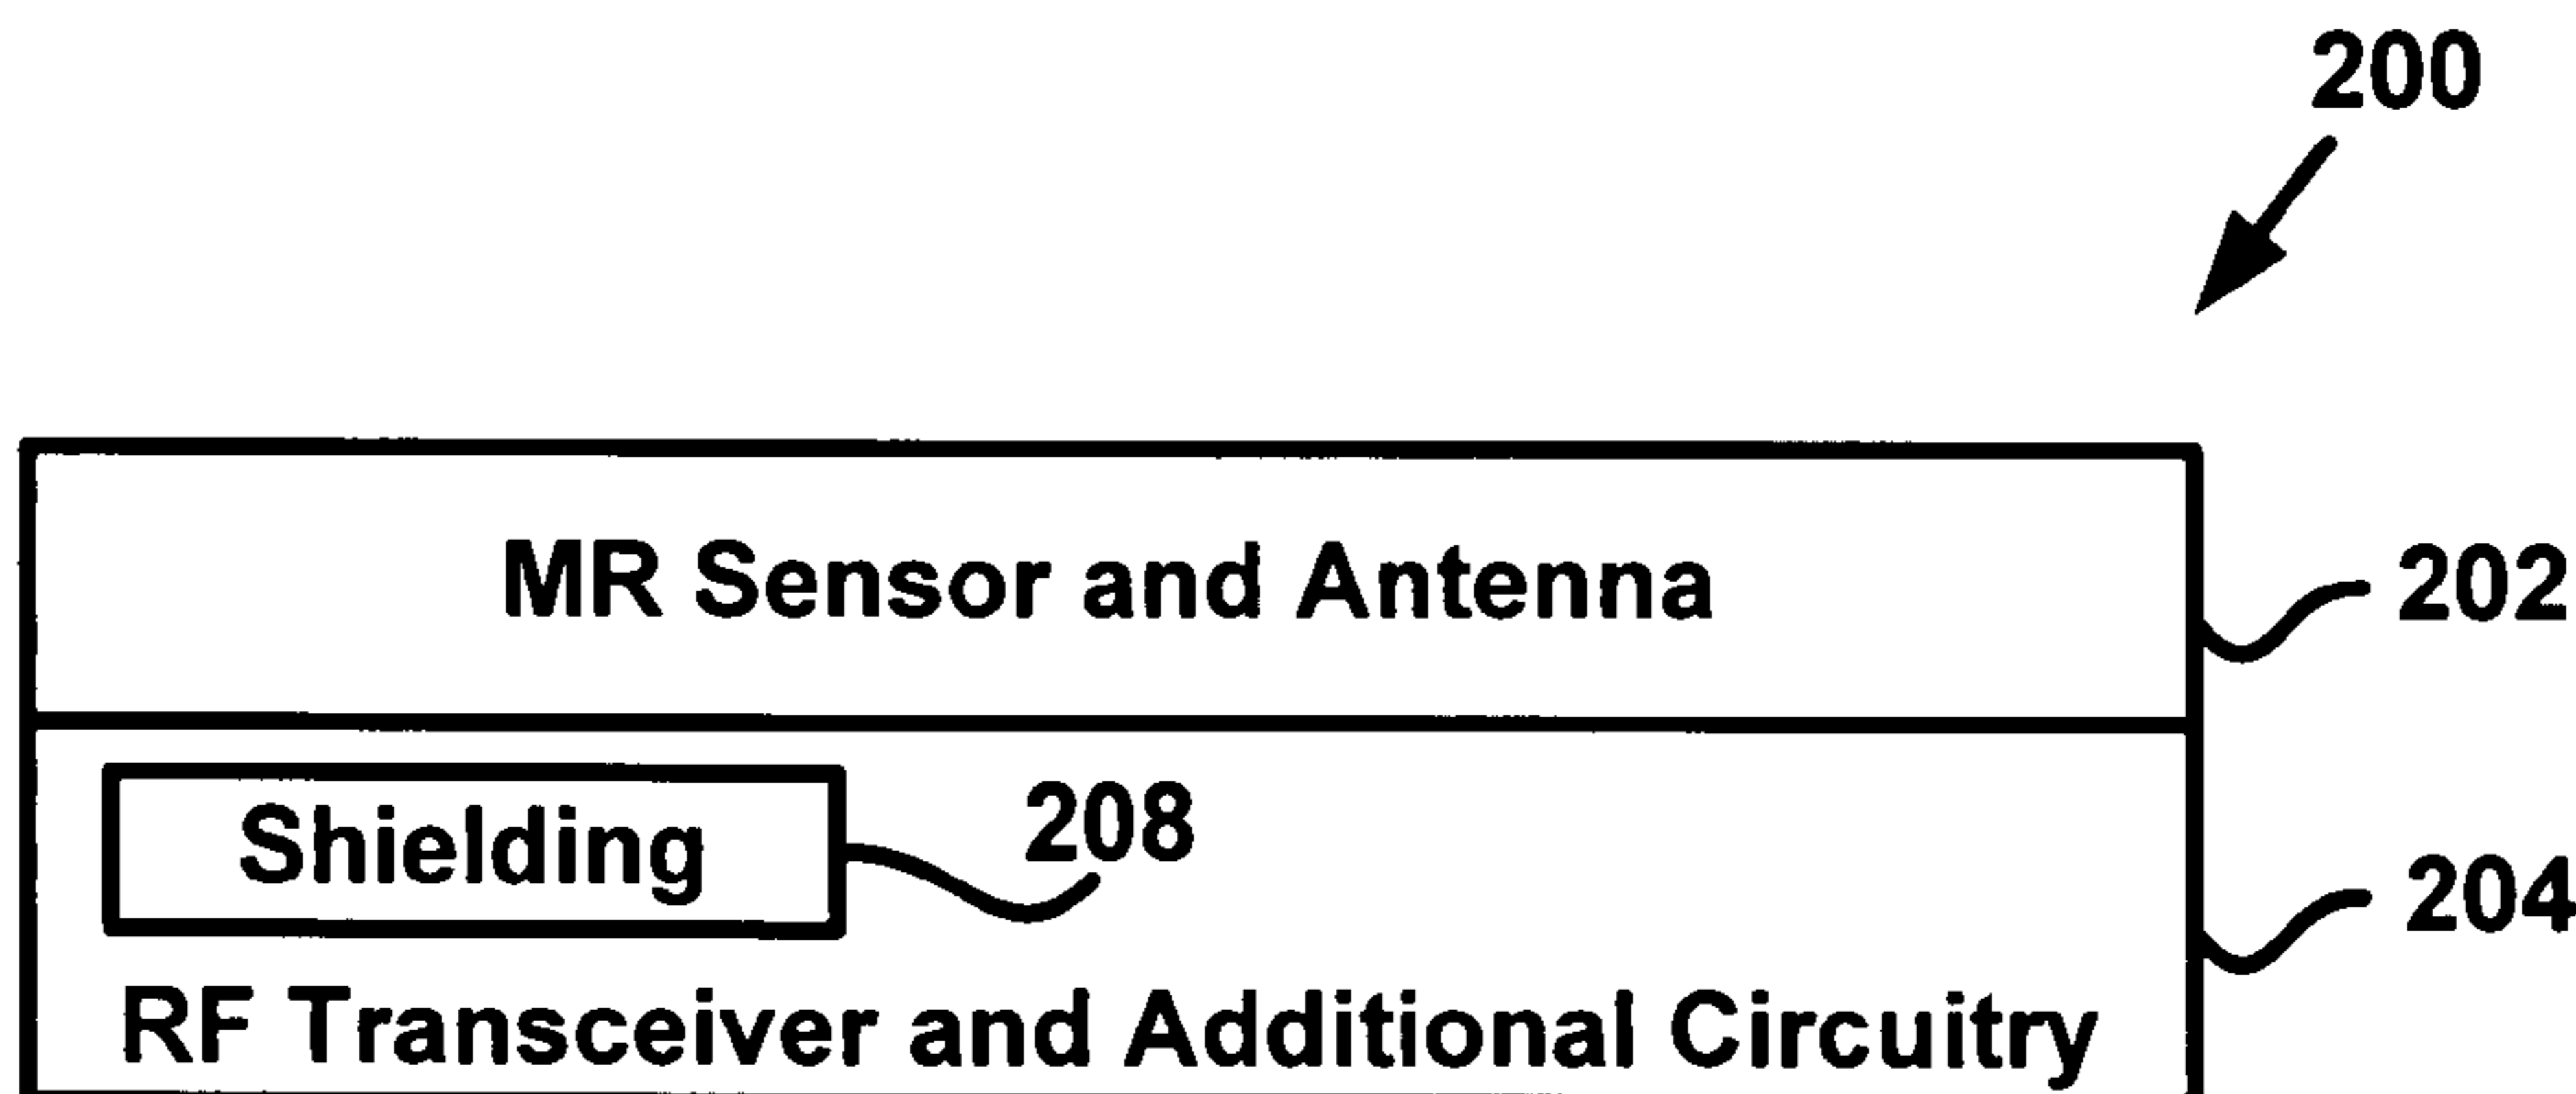 200
MR Sensor and Antenna
202
Shielding
208
204
RF Transceiver and Additional Circuitry